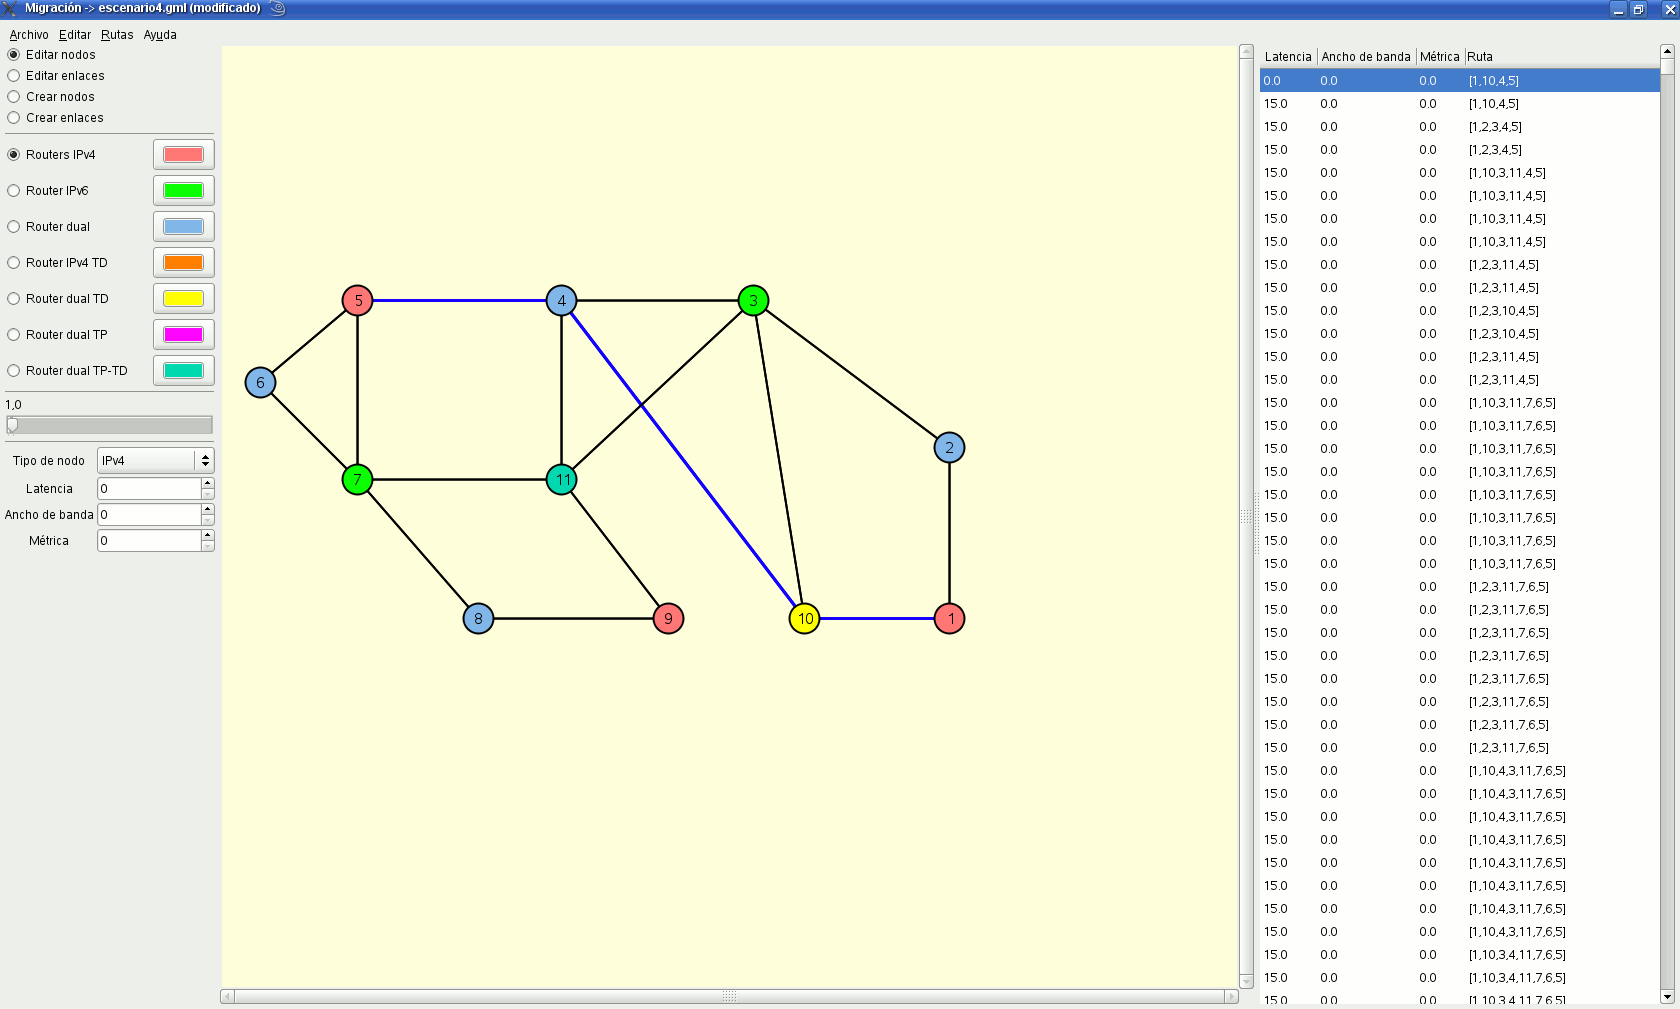 Migración -> escenario4.gml (modificado)
Archivo Editar Rutas Ayuda
Editar nodos
Editar enlaces
Crear nodos
Crear enlaces
Routers IPv4
Router IPv6
Router dual
Router IPv4 TD
Router dual TD
Router dual TP
Router dual TP-TD
1,0
Tipo de nodo IPv4
Latencia 0
Ancho de banda 0
Métrica 0
5 4 3
6
2
7 11
8 9 10 1
Latencia Ancho de banda Métrica Ruta
0.0 0.0 0.0 [1,10,4,5]
15.0 0.0 0.0 [1,10,4,5]
15.0 0.0 0.0 [1,2,3,4,5]
15.0 0.0 0.0 [1,2,3,4,5]
15.0 0.0 0.0 [1,10,3,11,4,5]
15.0 0.0 0.0 [1,10,3,11,4,5]
15.0 0.0 0.0 [1,10,3,11,4,5]
15.0 0.0 0.0 [1,10,3,11,4,5]
15.0 0.0 0.0 [1,2,3,11,4,5]
15.0 0.0 0.0 [1,2,3,11,4,5]
15.0 0.0 0.0 [1,2,3,10,4,5]
15.0 0.0 0.0 [1,2,3,10,4,5]
15.0 0.0 0.0 [1,2,3,11,4,5]
15.0 0.0 0.0 [1,2,3,11,4,5]
15.0 0.0 0.0 [1,10,3,11,7,6,5]
15.0 0.0 0.0 [1,10,3,11,7,6,5]
15.0 0.0 0.0 [1,10,3,11,7,6,5]
15.0 0.0 0.0 [1,10,3,11,7,6,5]
15.0 0.0 0.0 [1,10,3,11,7,6,5]
15.0 0.0 0.0 [1,10,3,11,7,6,5]
15.0 0.0 0.0 [1,10,3,11,7,6,5]
15.0 0.0 0.0 [1,10,3,11,7,6,5]
15.0 0.0 0.0 [1,2,3,11,7,6,5]
15.0 0.0 0.0 [1,2,3,11,7,6,5]
15.0 0.0 0.0 [1,2,3,11,7,6,5]
15.0 0.0 0.0 [1,2,3,11,7,6,5]
15.0 0.0 0.0 [1,2,3,11,7,6,5]
15.0 0.0 0.0 [1,2,3,11,7,6,5]
15.0 0.0 0.0 [1,2,3,11,7,6,5]
15.0 0.0 0.0 [1,2,3,11,7,6,5]
15.0 0.0 0.0 [1,10,4,3,11,7,6,5]
15.0 0.0 0.0 [1,10,4,3,11,7,6,5]
15.0 0.0 0.0 [1,10,4,3,11,7,6,5]
15.0 0.0 0.0 [1,10,4,3,11,7,6,5]
15.0 0.0 0.0 [1,10,4,3,11,7,6,5]
15.0 0.0 0.0 [1,10,4,3,11,7,6,5]
15.0 0.0 0.0 [1,10,4,3,11,7,6,5]
15.0 0.0 0.0 [1,10,4,3,11,7,6,5]
15.0 0.0 0.0 [1,10,3,4,11,7,6,5]
15.0 0.0 0.0 [1,10,3,4,11,7,6,5]
15.0 0.0 0.0 [1,10,3,4,11,7,6,5]